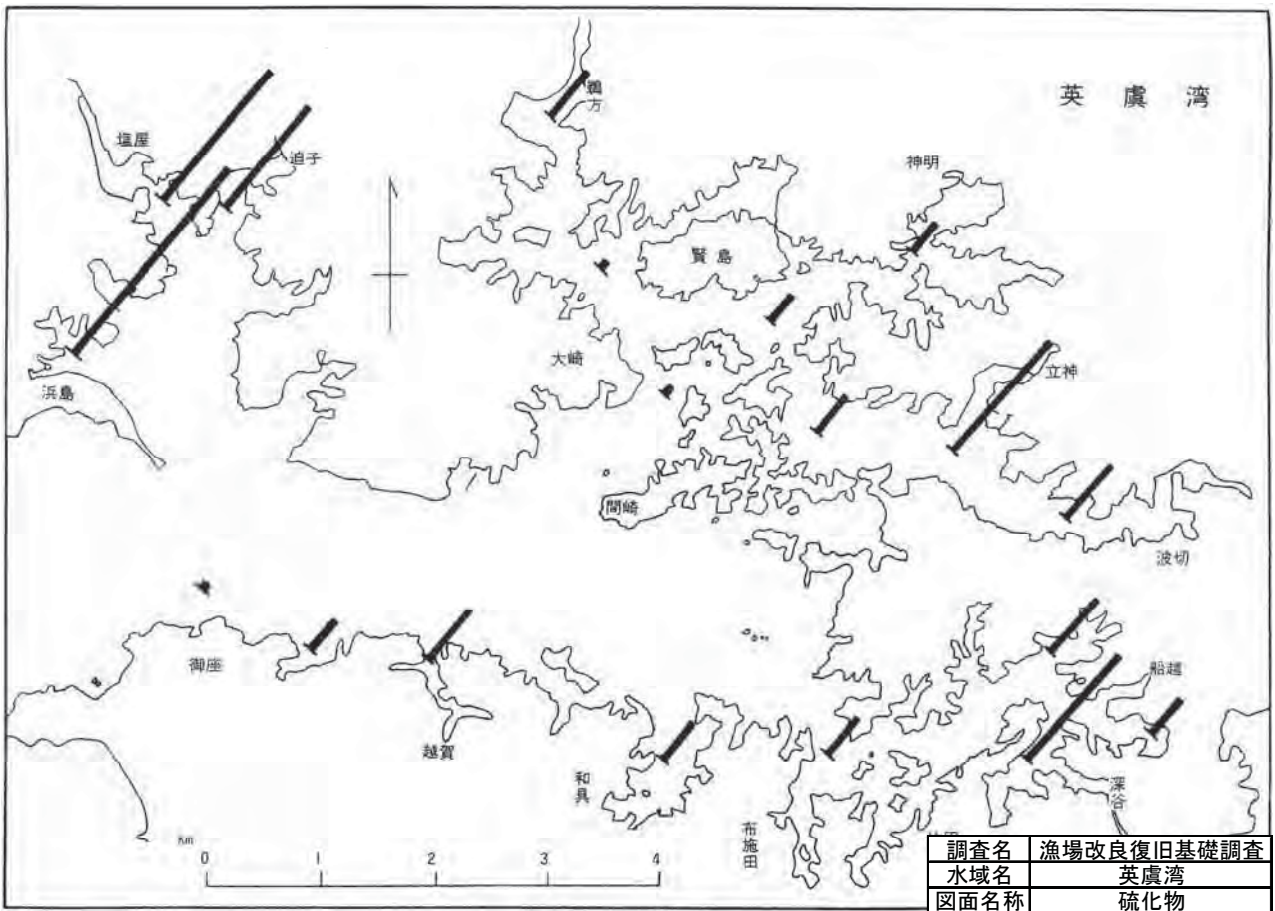 英虞湾
鵜方
塩屋
迫子
神明
賢島
大崎
立神
浜島
間崎
波切
御座
船越
越賀
和具
深谷
布施田
Km
0 1 2 3 4
調査名 漁場改良復旧基礎調査
水域名 英虞湾
図面名称 硫化物